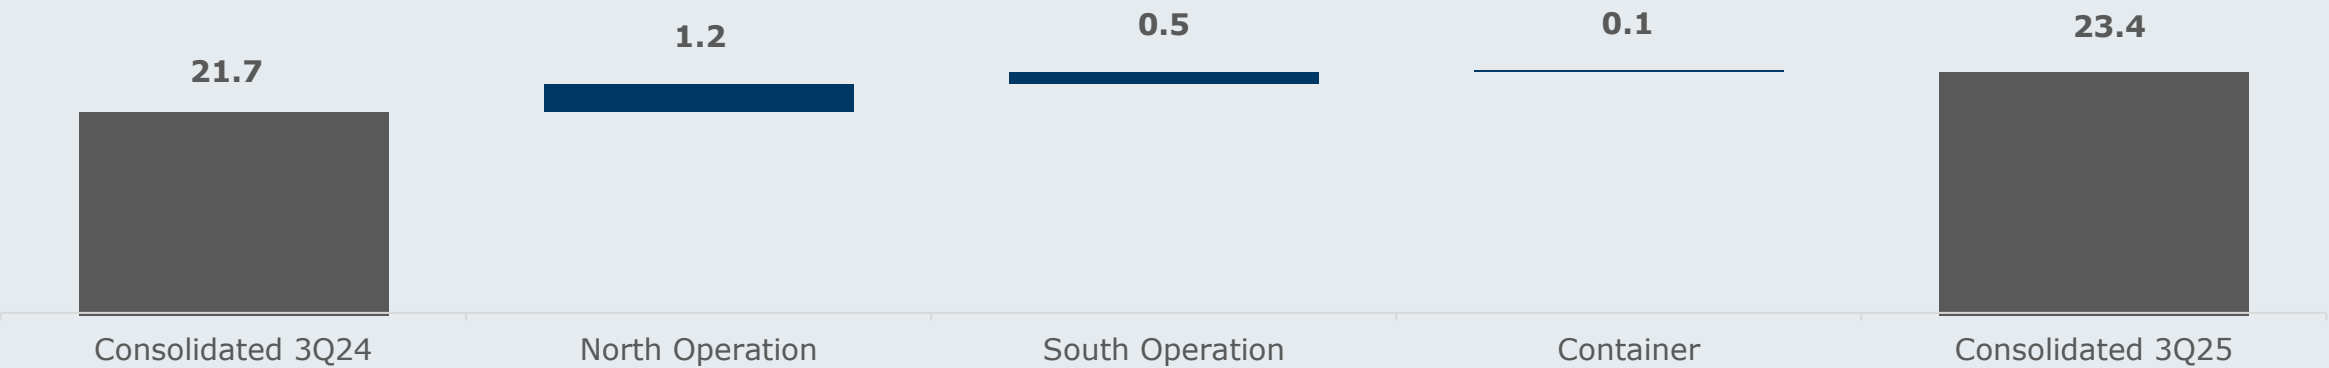 21.7
1.2
0.5
0.1
23.4
Consolidated 3Q24
North Operation
South Operation
Container
Consolidated 3Q25